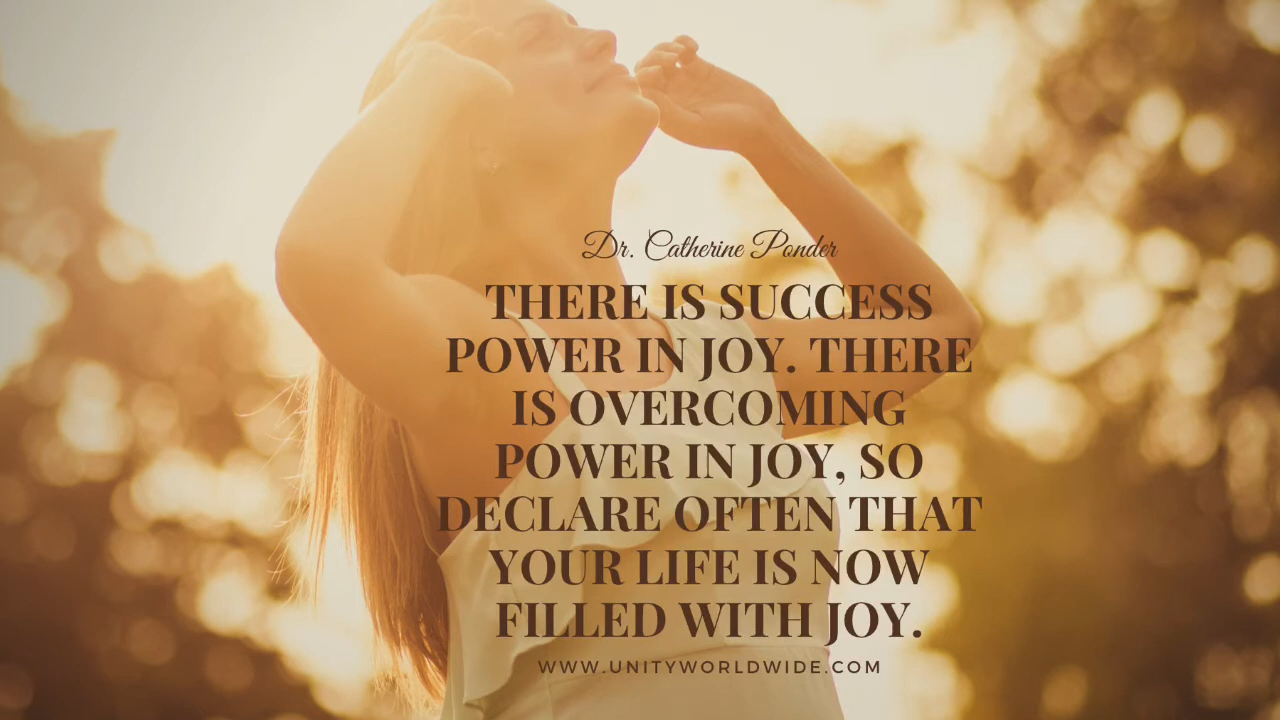 Dr. Catherine Ponder
THERE IS SUCCESS
POWER IN JOY. THERE
IS OVERCOMING
POWER IN JOY, SO
DECLARE OFTEN THAT
YOUR LIFE IS NOW
FILLED WITH JOY.
WWW.UNITYWORLDWIDE.COM